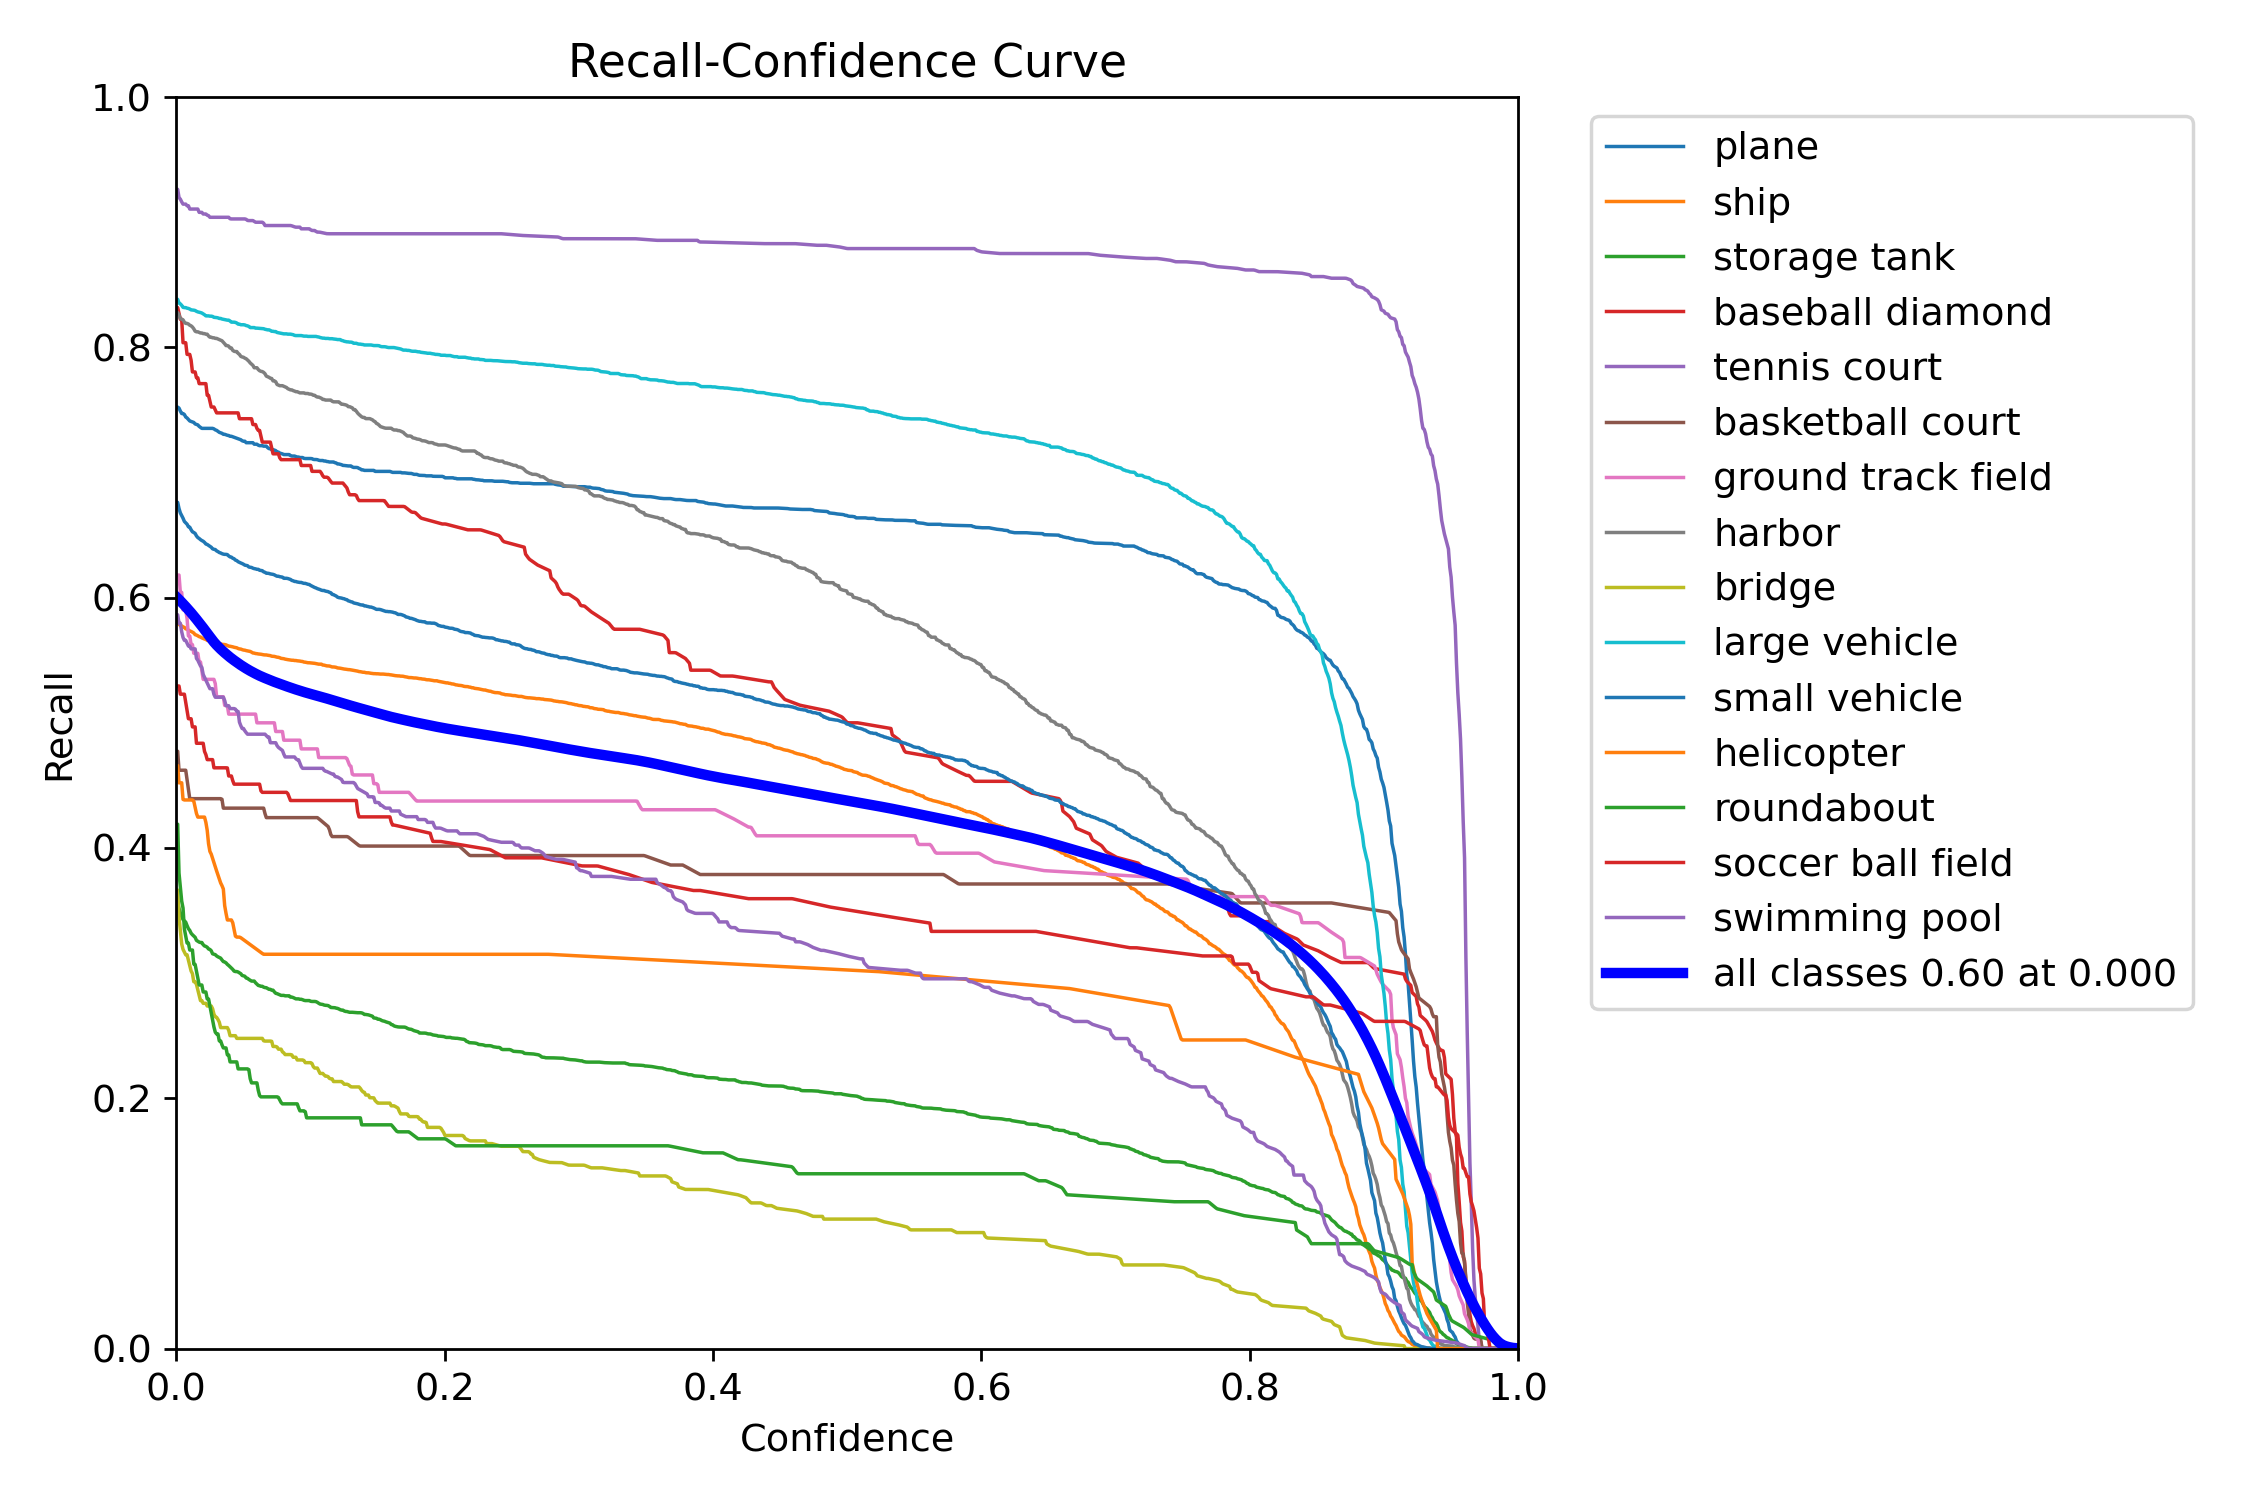 Recall-Confidence Curve
1.0
0.8
0.6
0.4
0.2
0.0
Recall
0.0 0.2 0.4 0.6 0.8 1.0
Confidence
plane
ship
storage tank
baseball diamond
tennis court
basketball court
ground track field
harbor
bridge
large vehicle
small vehicle
helicopter
roundabout
soccer ball field
swimming pool
all classes 0.60 at 0.000